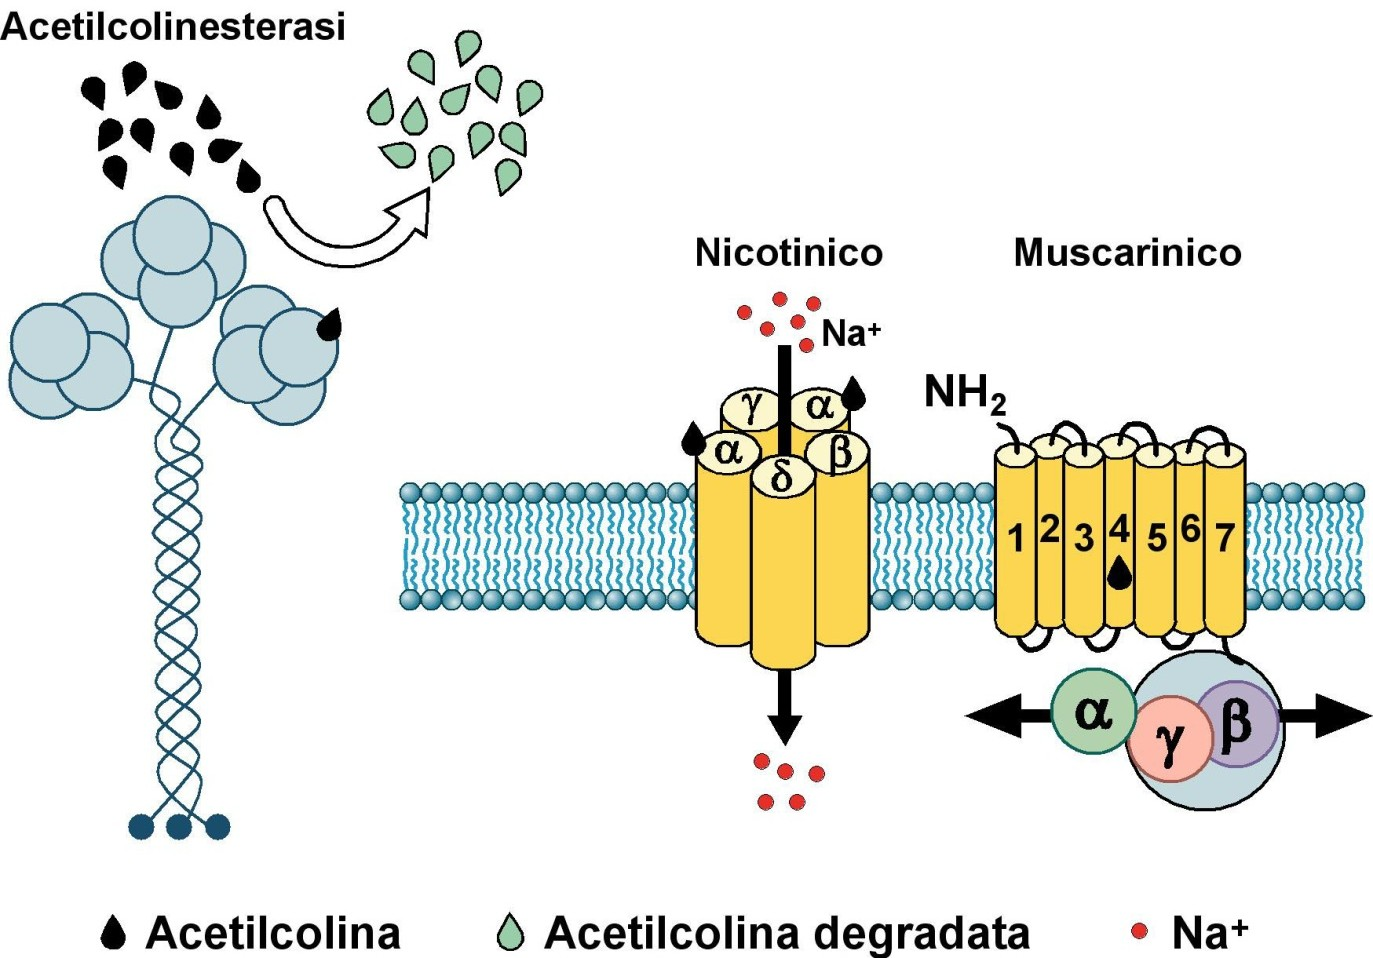 Acetilcolinesterasi
Nicotinico
Muscarinico
Na⁺
NH₂
γ α
α β
δ
1 2 3 4 5 6 7
α γ β
Acetilcolina
Acetilcolina degradata
Na⁺